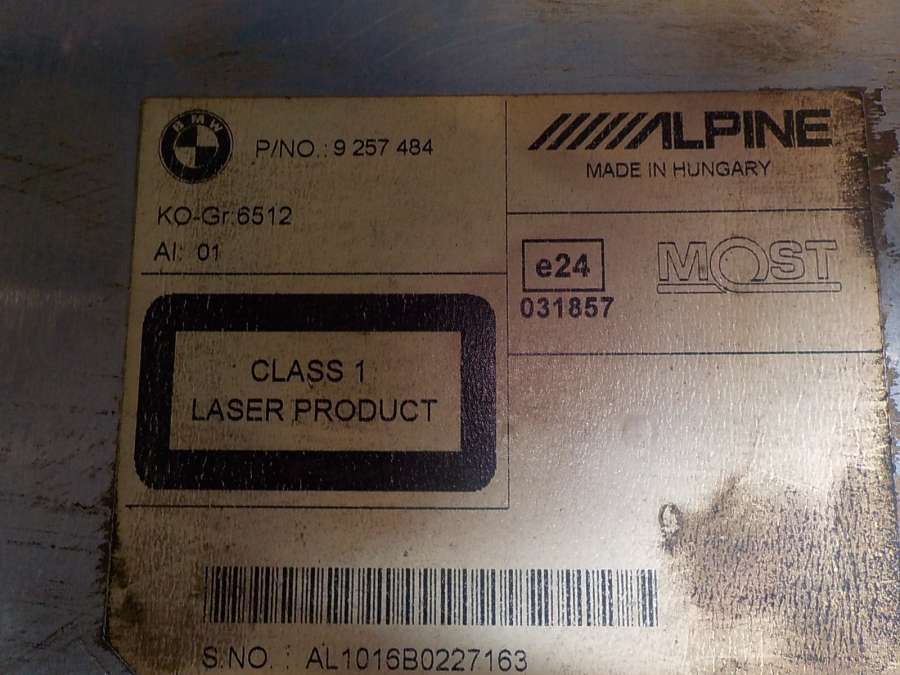 BMW
P/NO.: 9 257 484
KO-Gr:6512
AI: 01
ALPINE
MADE IN HUNGARY
e24
031857
MOST
CLASS 1
LASER PRODUCT
S.NO. : AL1016B0227163